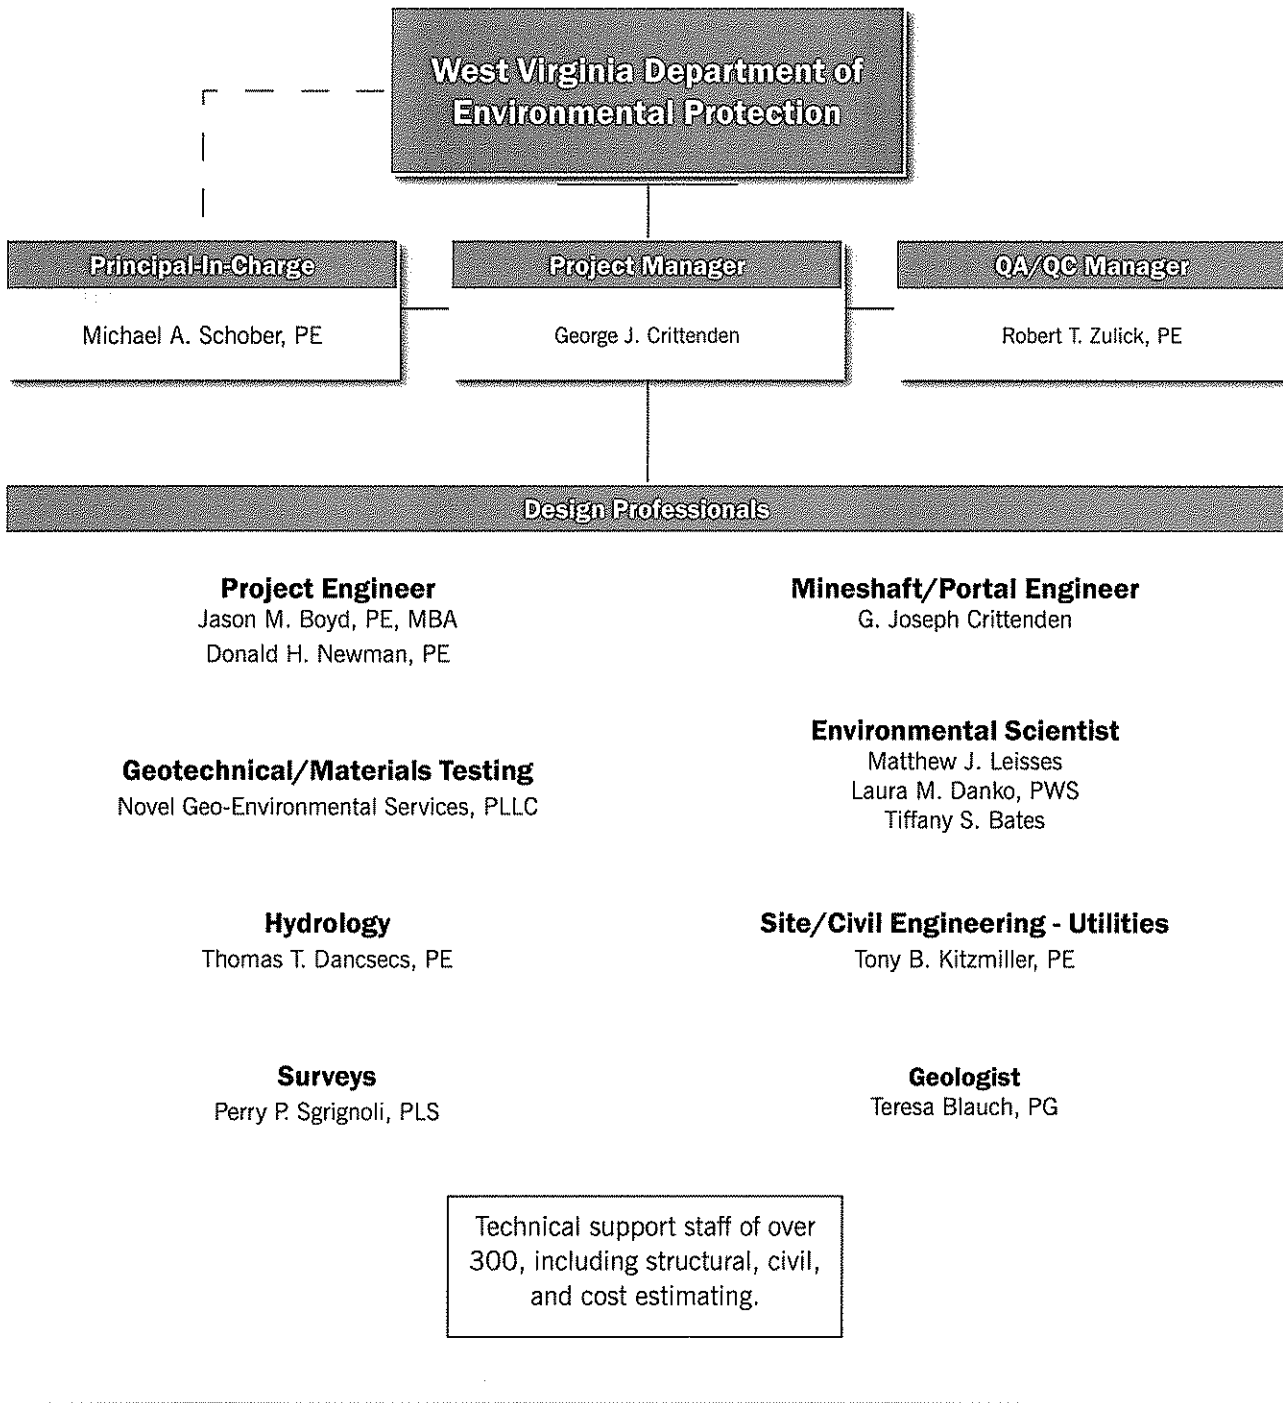 West Virginia Department of
Environmental Protection
Principal-In-Charge
Michael A. Schober, PE
Project Manager
George J. Crittenden
QA/QC Manager
Robert T. Zulick, PE
Design Professionals
Project Engineer
Jason M. Boyd, PE, MBA
Donald H. Newman, PE
Mineshaft/Portal Engineer
G. Joseph Crittenden
Geotechnical/Materials Testing
Novel Geo-Environmental Services, PLLC
Environmental Scientist
Matthew J. Leisses
Laura M. Danko, PWS
Tiffany S. Bates
Hydrology
Thomas T. Dancsecs, PE
Site/Civil Engineering - Utilities
Tony B. Kitzmiller, PE
Surveys
Perry P. Sgrignoli, PLS
Geologist
Teresa Blauch, PG
Technical support staff of over
300, including structural, civil,
and cost estimating.